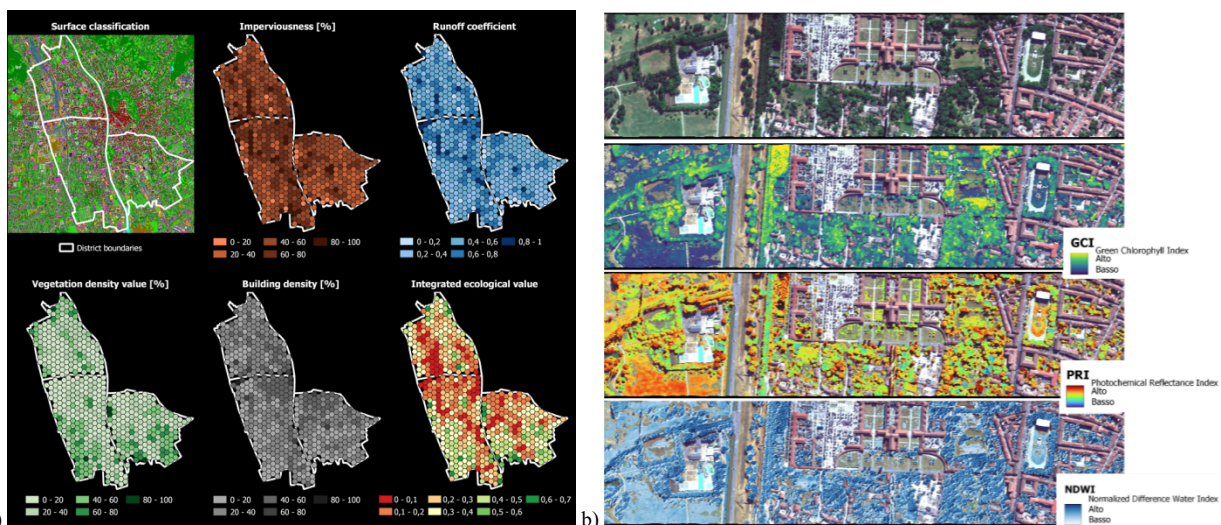 Surface classification
Imperviousness [%]
Runoff coefficient
District boundaries
0 - 20
40 - 60
80 - 100
20 - 40
60 - 80
0 - 0,2
0,4 - 0,6
0,8 - 1
0,2 - 0,4
0,6 - 0,8
Vegetation density value [%]
Building density [%]
Integrated ecological value
0 - 20
40 - 60
80 - 100
20 - 40
60 - 80
0 - 20
40 - 60
80 - 100
20 - 40
60 - 80
0 - 0,1
0,2 - 0,3
0,4 - 0,5
0,6 - 0,7
0,1 - 0,2
0,3 - 0,4
0,5 - 0,6
)
b)
GCI
Green Chlorophyll Index
Alto
Basso
PRI
Photochemical Reflectance Index
Alto
Basso
NDWI
Normalized Difference Water Index
Alto
Basso